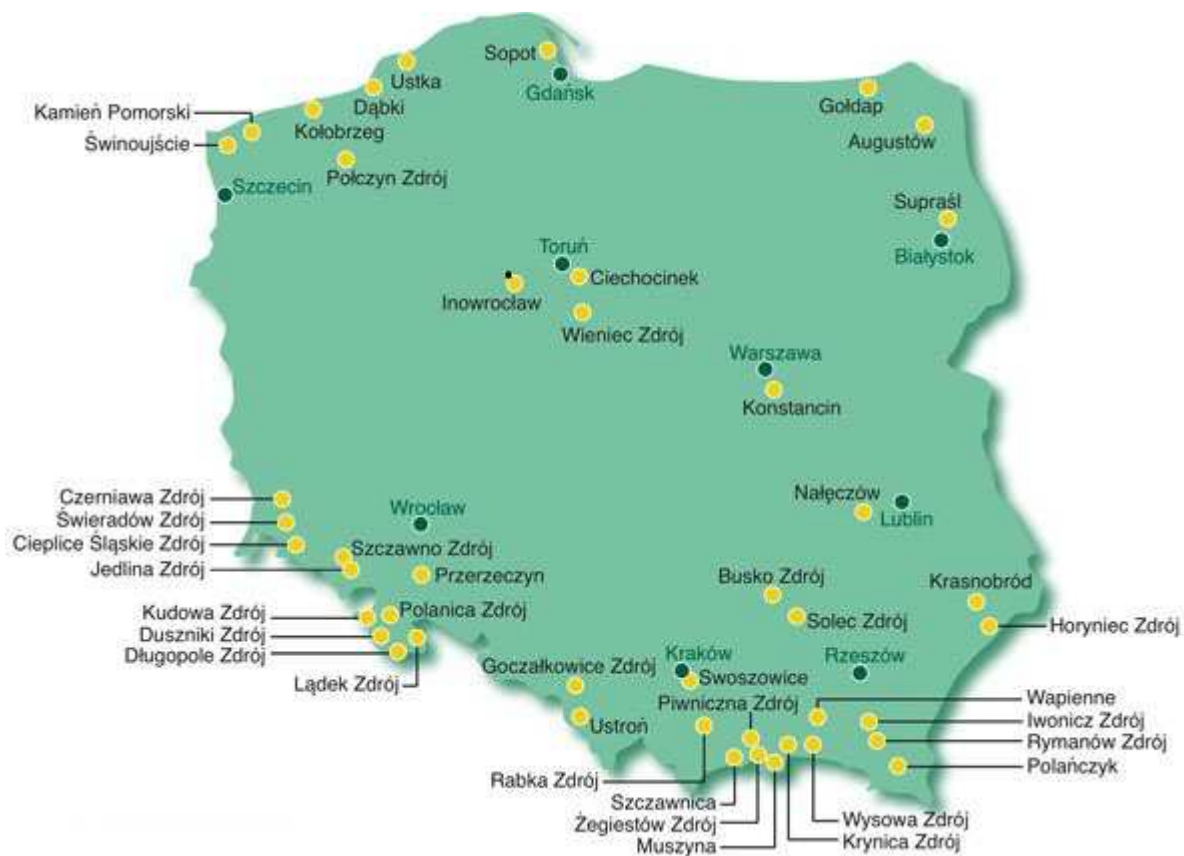 Sopot
Ustka
Gdańsk
Dąbki
Gołdap
Kamień Pomorski
Kołobrzeg
Augustów
Świnoujście
Połczyn Zdrój
Szczecin
Supraśl
Toruń
Białystok
Ciechocinek
Inowrocław
Wieniec Zdrój
Warszawa
Konstancin
Czerniawa Zdrój
Nałęczów
Wrocław
Lublin
Świeradów Zdrój
Cieplice Śląskie Zdrój
Szczawno Zdrój
Jedlina Zdrój
Przerzeczyn
Busko Zdrój
Krasnobród
Kudowa Zdrój
Polanica Zdrój
Solec Zdrój
Horyniec Zdrój
Duszniki Zdrój
Długopole Zdrój
Lądek Zdrój
Goczałkowice Zdrój
Kraków
Rzeszów
Swoszowice
Piwniczna Zdrój
Wapienne
Ustroń
Iwonicz Zdrój
Rymanów Zdrój
Polańczyk
Rabka Zdrój
Szczawnica
Żegiestów Zdrój
Wysowa Zdrój
Muszyna
Krynica Zdrój